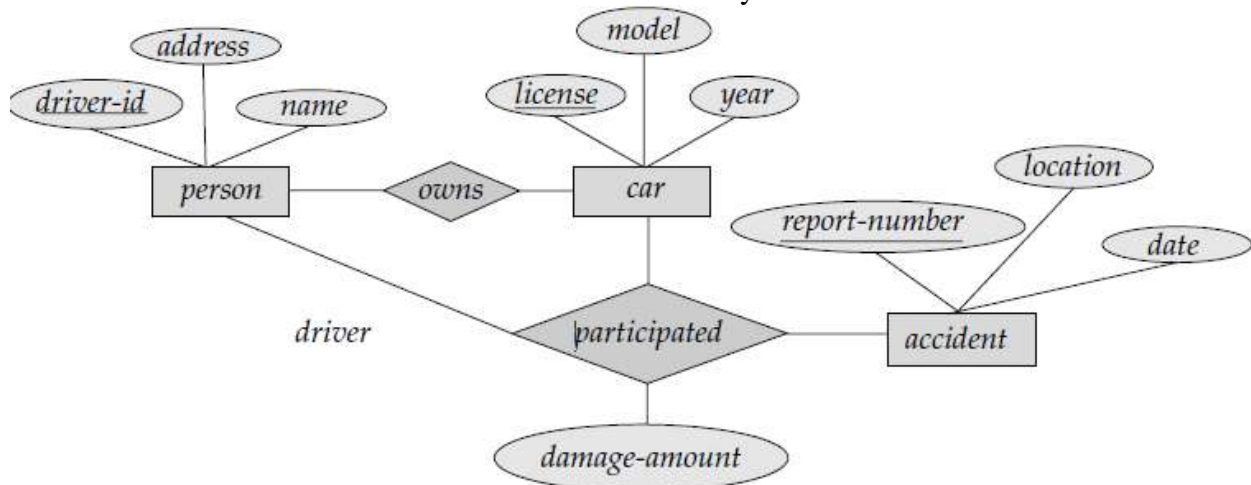 address
driver-id
name
model
license
year
person
owns
car
location
report-number
date
driver
participated
accident
damage-amount